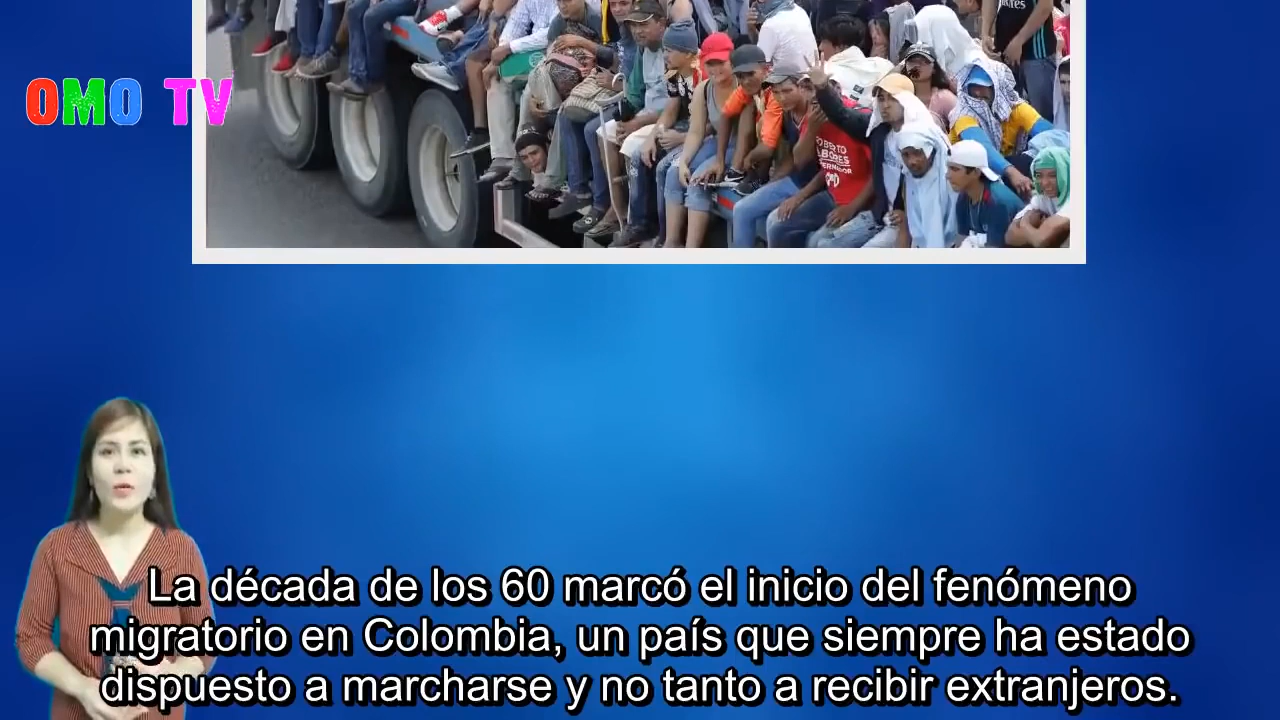 OMO TV
LABORES
La década de los 60 marcó el inicio del fenómeno
migratorio en Colombia, un país que siempre ha estado
dispuesto a marcharse y no tanto a recibir extranjeros.